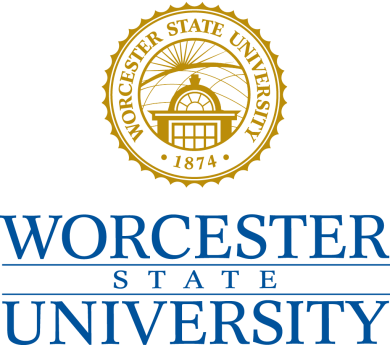 WORCESTER STATE UNIVERSITY
• 1874 •
WORCESTER
STATE
UNIVERSITY